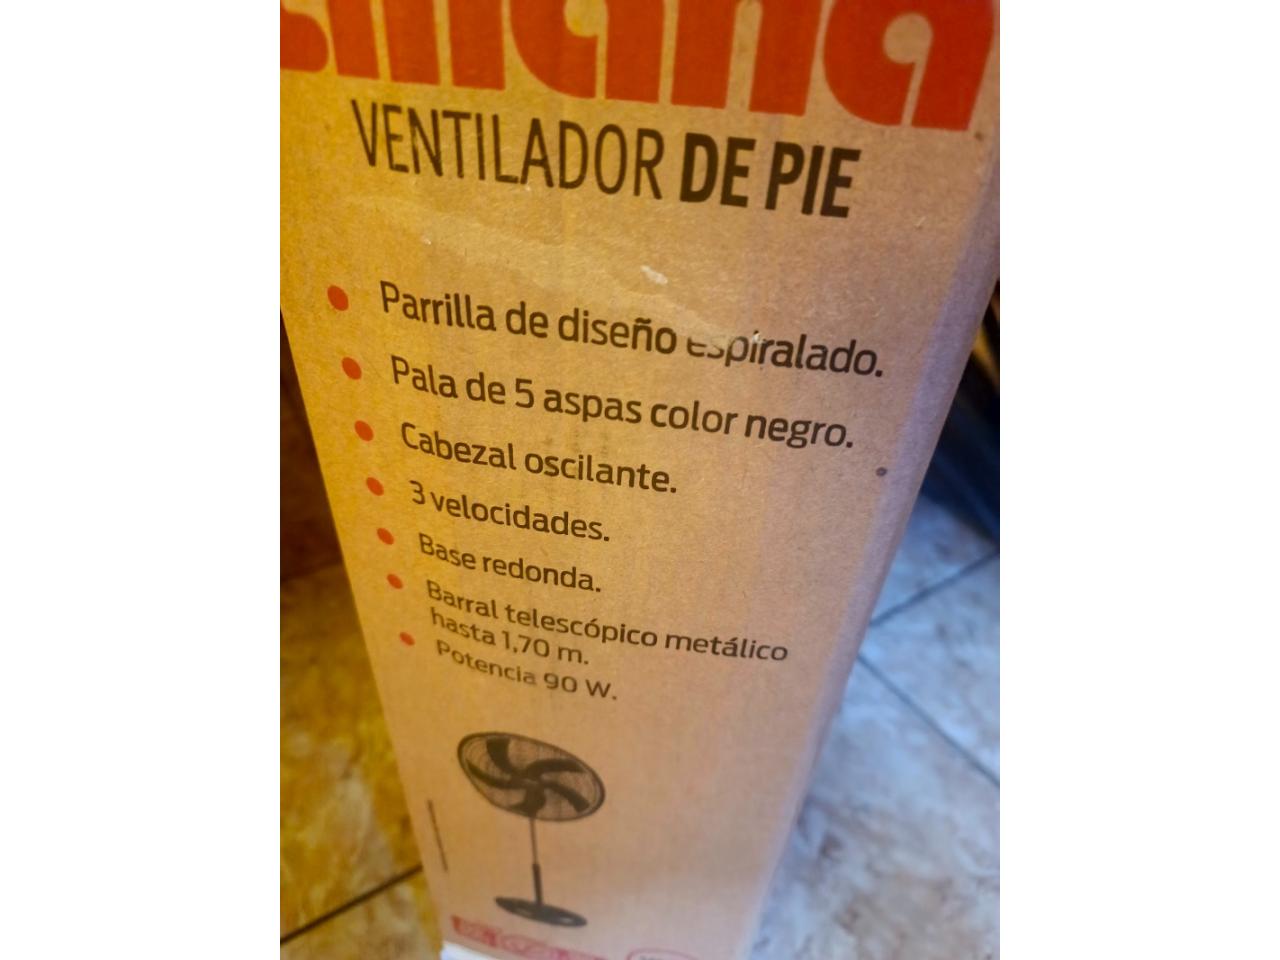 VENTILADOR DE PIE
Parrilla de diseño espiralado.
Pala de 5 aspas color negro.
Cabezal oscilante.
3 velocidades.
Base redonda.
Barral telescópico metálico
hasta 1,70 m.
Potencia 90 W.